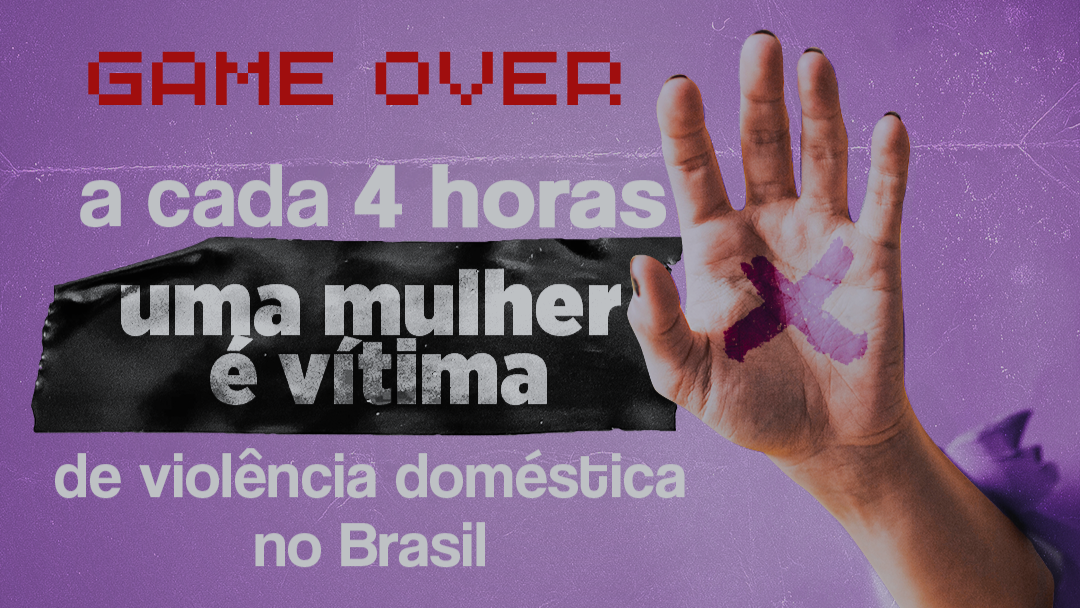 GAME OVER
a cada 4 horas
uma mulher
é vítima
de violência doméstica
no Brasil